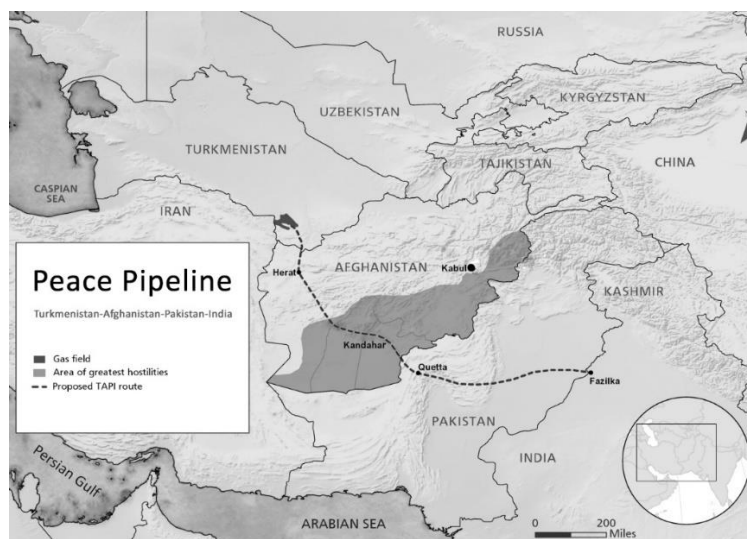 RUSSIA
KYRGYZSTAN
UZBEKISTAN
TURKMENISTAN
TAJIKISTAN
CHINA
CASPIAN
SEA
IRAN
Peace Pipeline
Turkmenistan-Afghanistan-Pakistan-India
Gas field
Area of greatest hostilities
Proposed TAPI route
Herat
AFGHANISTAN
Kabul
KASHMIR
Kandahar
Quetta
Fazilka
PAKISTAN
INDIA
Persian Gulf
ARABIAN SEA
0 200
Miles